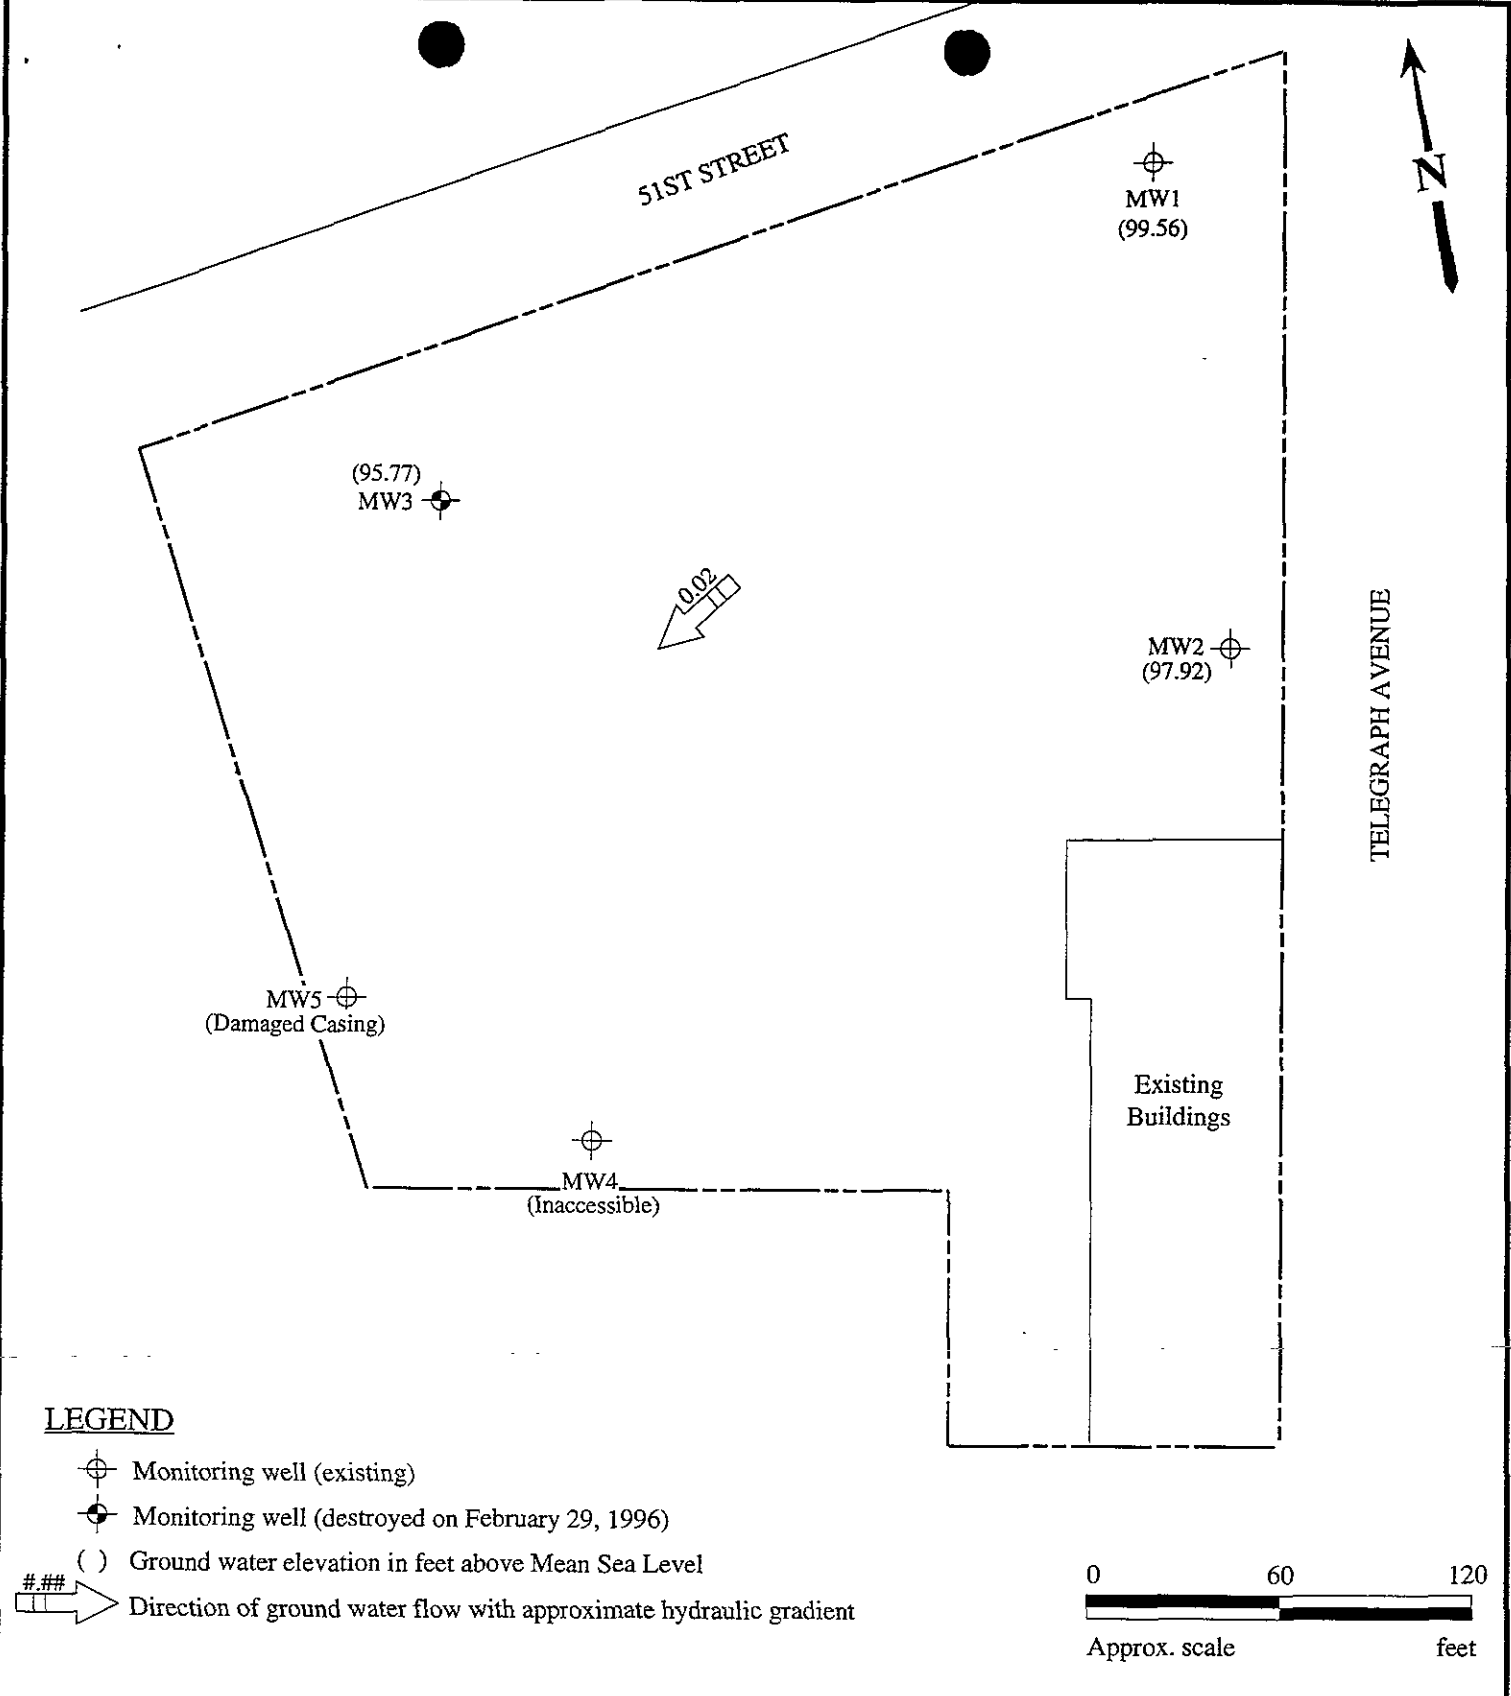 51ST STREET
N
MW1
(99.56)
(95.77)
MW3
0.02
MW2
(97.92)
TELEGRAPH AVENUE
MW5
(Damaged Casing)
Existing
Buildings
MW4
(Inaccessible)
LEGEND
Monitoring well (existing)
Monitoring well (destroyed on February 29, 1996)
( ) Ground water elevation in feet above Mean Sea Level
#.## Direction of ground water flow with approximate hydraulic gradient
0 60 120
Approx. scale feet